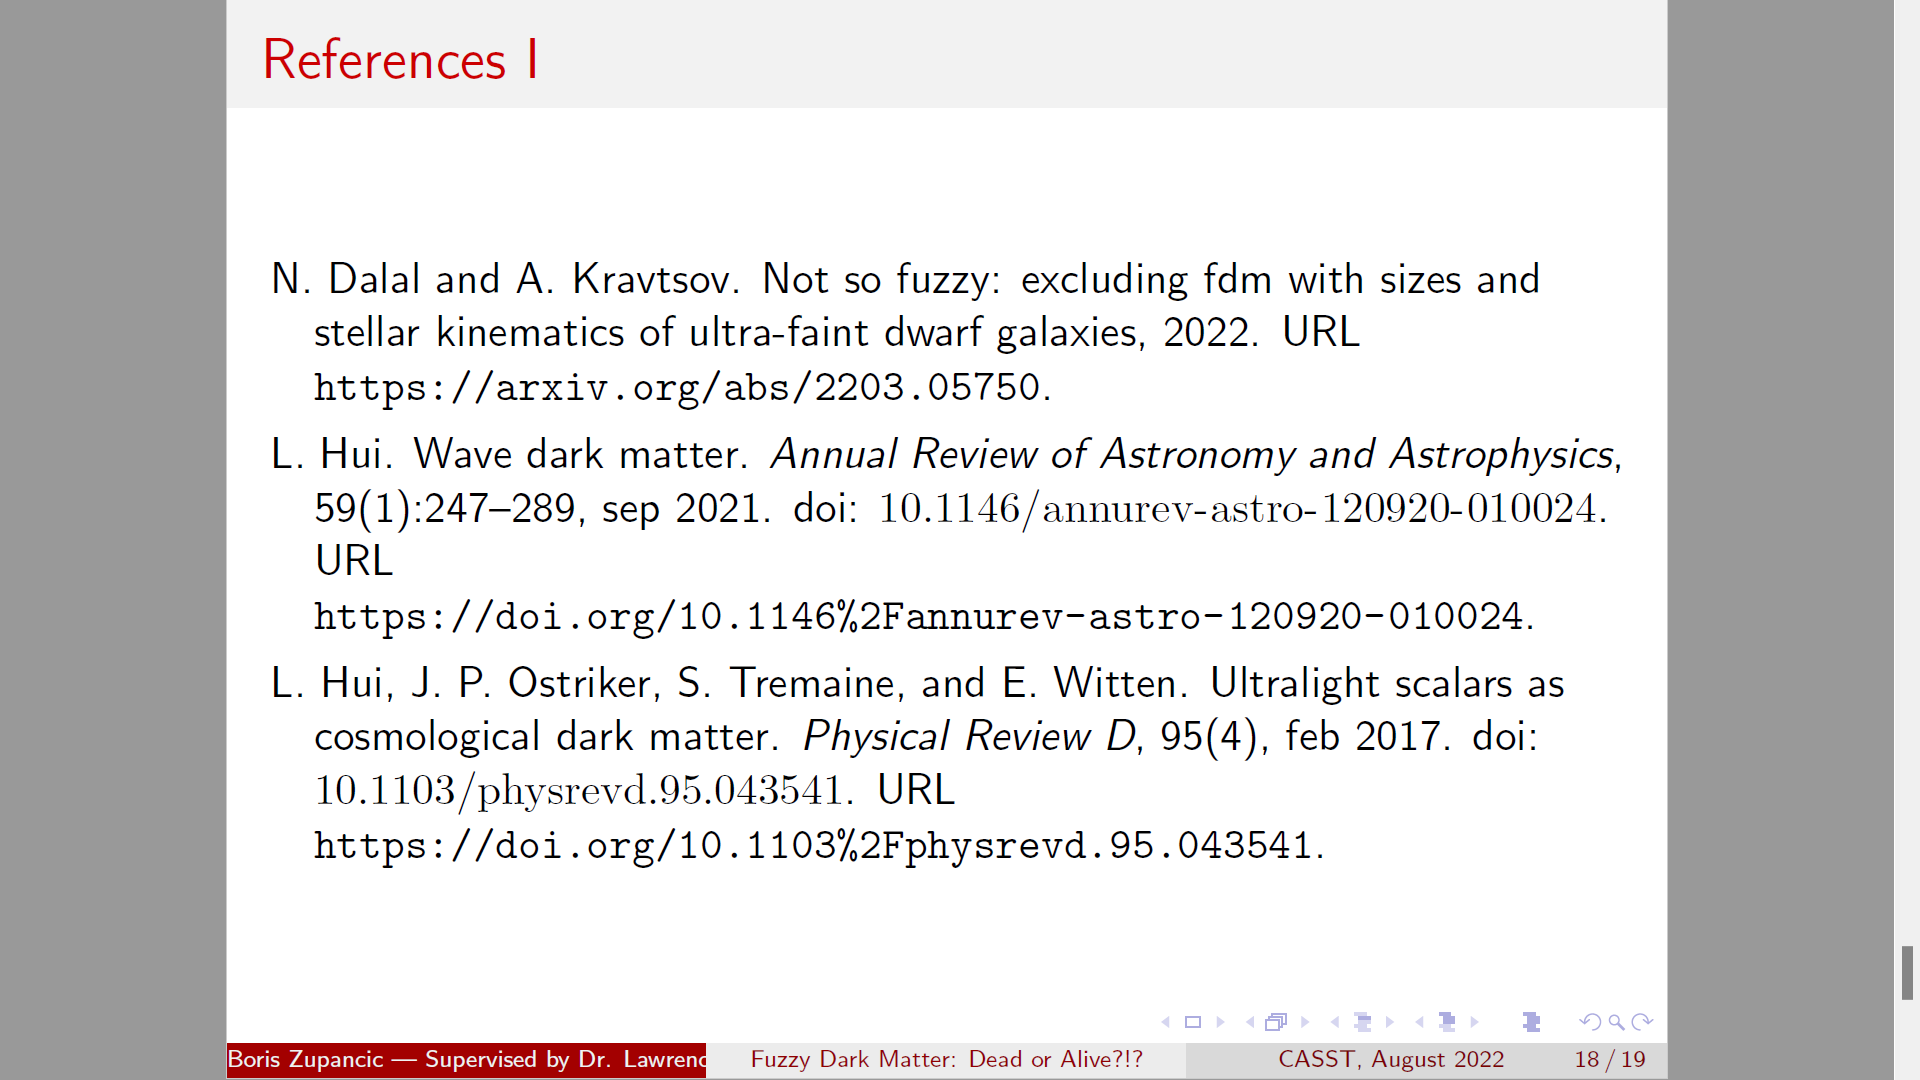 References I
N. Dalal and A. Kravtsov. Not so fuzzy: excluding fdm with sizes and
stellar kinematics of ultra-faint dwarf galaxies, 2022. URL
https://arxiv.org/abs/2203.05750.
L. Hui. Wave dark matter. Annual Review of Astronomy and Astrophysics,
59(1):247–289, sep 2021. doi: 10.1146/annurev-astro-120920-010024.
URL
https://doi.org/10.1146%2Fannurev-astro-120920-010024.
L. Hui, J. P. Ostriker, S. Tremaine, and E. Witten. Ultralight scalars as
cosmological dark matter. Physical Review D, 95(4), feb 2017. doi:
10.1103/physrevd.95.043541. URL
https://doi.org/10.1103%2Fphysrevd.95.043541.
Boris Zupancic — Supervised by Dr. Lawrenc Fuzzy Dark Matter: Dead or Alive?!? CASST, August 2022 18 / 19